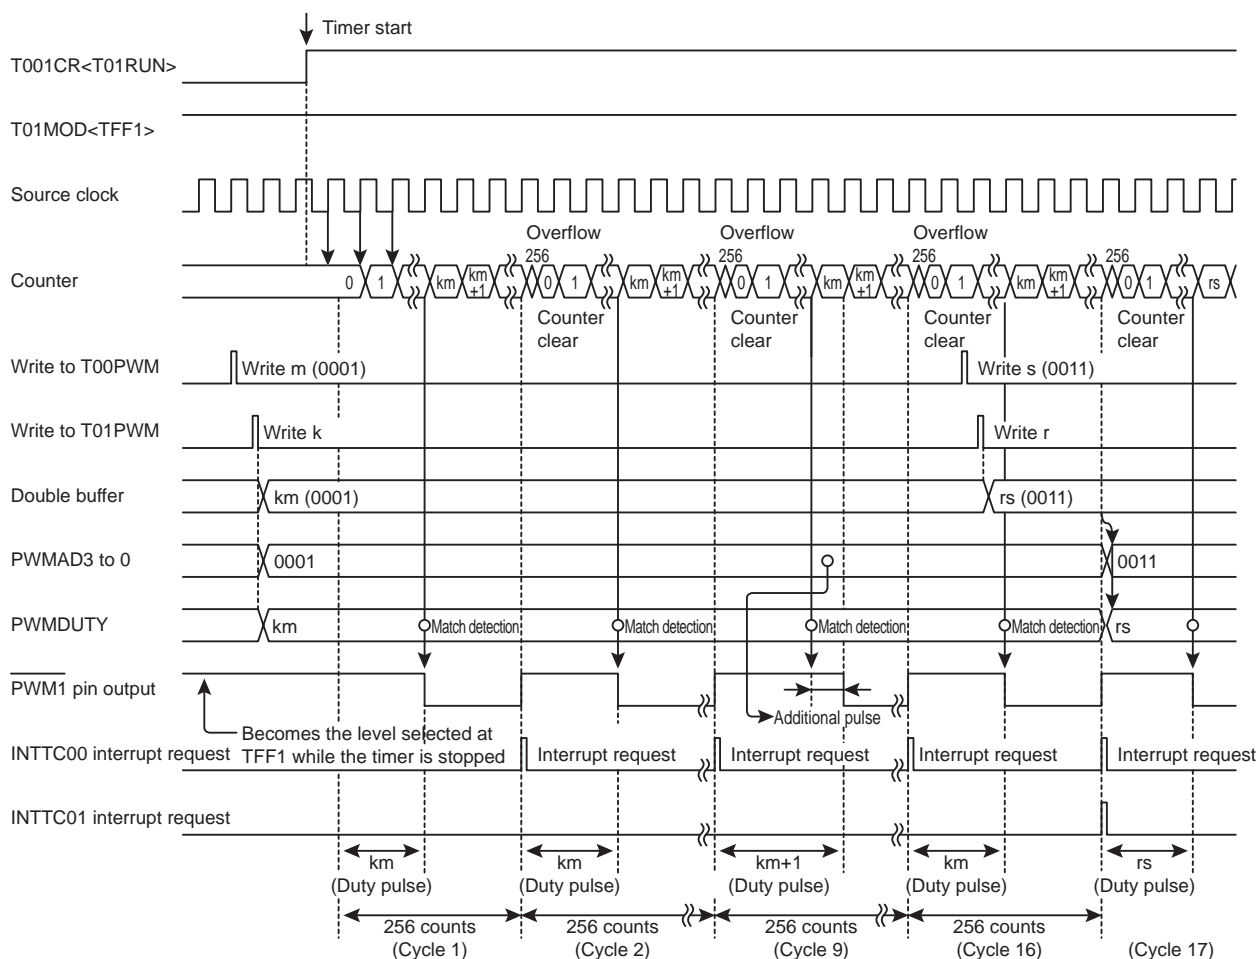 Timer start
T001CR<T01RUN>
T01MOD<TFF1>
Source clock
Overflow Overflow Overflow
256 256 256 256
Counter 0 1 km km +1 0 1 km km +1 0 1 km km +1 0 1 km km +1 0 1 rs
Counter clear Counter clear Counter clear Counter clear
Write to T00PWM Write m (0001) Write s (0011)
Write to T01PWM Write k Write r
Double buffer km (0001) rs (0011)
PWMAD3 to 0 0001 0011
PWMDUTY km Match detection Match detection Match detection Match detection rs
PWM1 pin output
Additional pulse
Becomes the level selected at
TFF1 while the timer is stopped
INTTC00 interrupt request Interrupt request Interrupt request Interrupt request Interrupt request
INTTC01 interrupt request
km km km+1 km rs
(Duty pulse) (Duty pulse) (Duty pulse) (Duty pulse) (Duty pulse)
256 counts 256 counts 256 counts 256 counts
(Cycle 1) (Cycle 2) (Cycle 9) (Cycle 16) (Cycle 17)